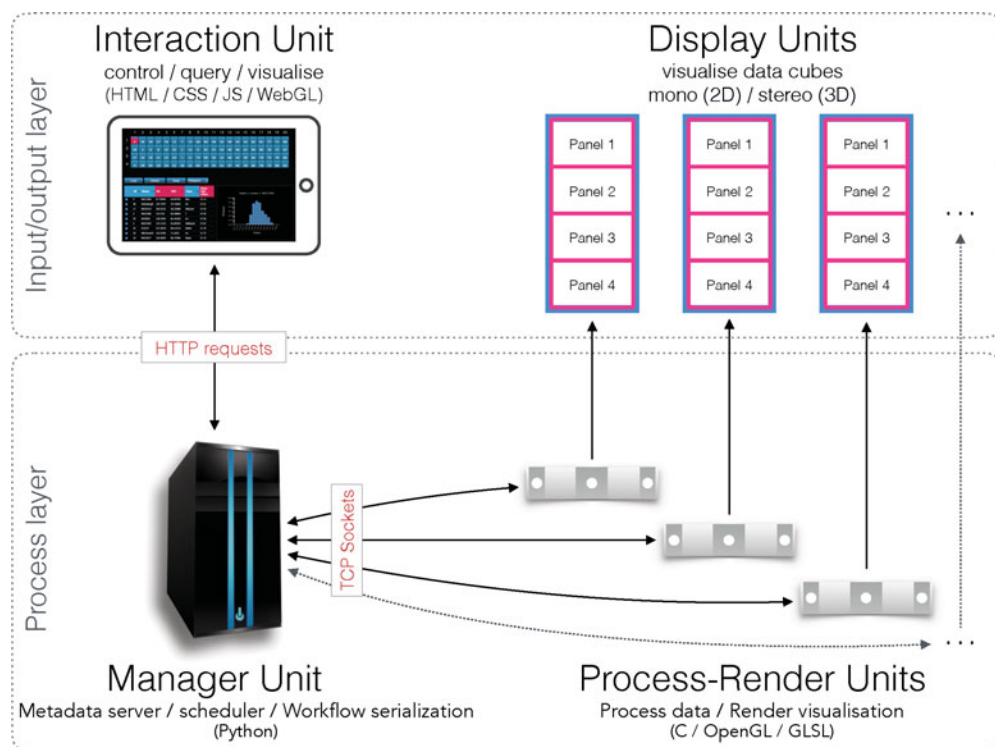 Input/output layer
Interaction Unit
control / query / visualise
(HTML / CSS / JS / WebGL)
Display Units
visualise data cubes
mono (2D) / stereo (3D)
Panel 1
Panel 2
Panel 3
Panel 4
Panel 1
Panel 2
Panel 3
Panel 4
Panel 1
Panel 2
Panel 3
Panel 4
...
HTTP requests
Process layer
TCP Sockets
...
Manager Unit
Metadata server / scheduler / Workflow serialization
(Python)
Process-Render Units
Process data / Render visualisation
(C / OpenGL / GLSL)